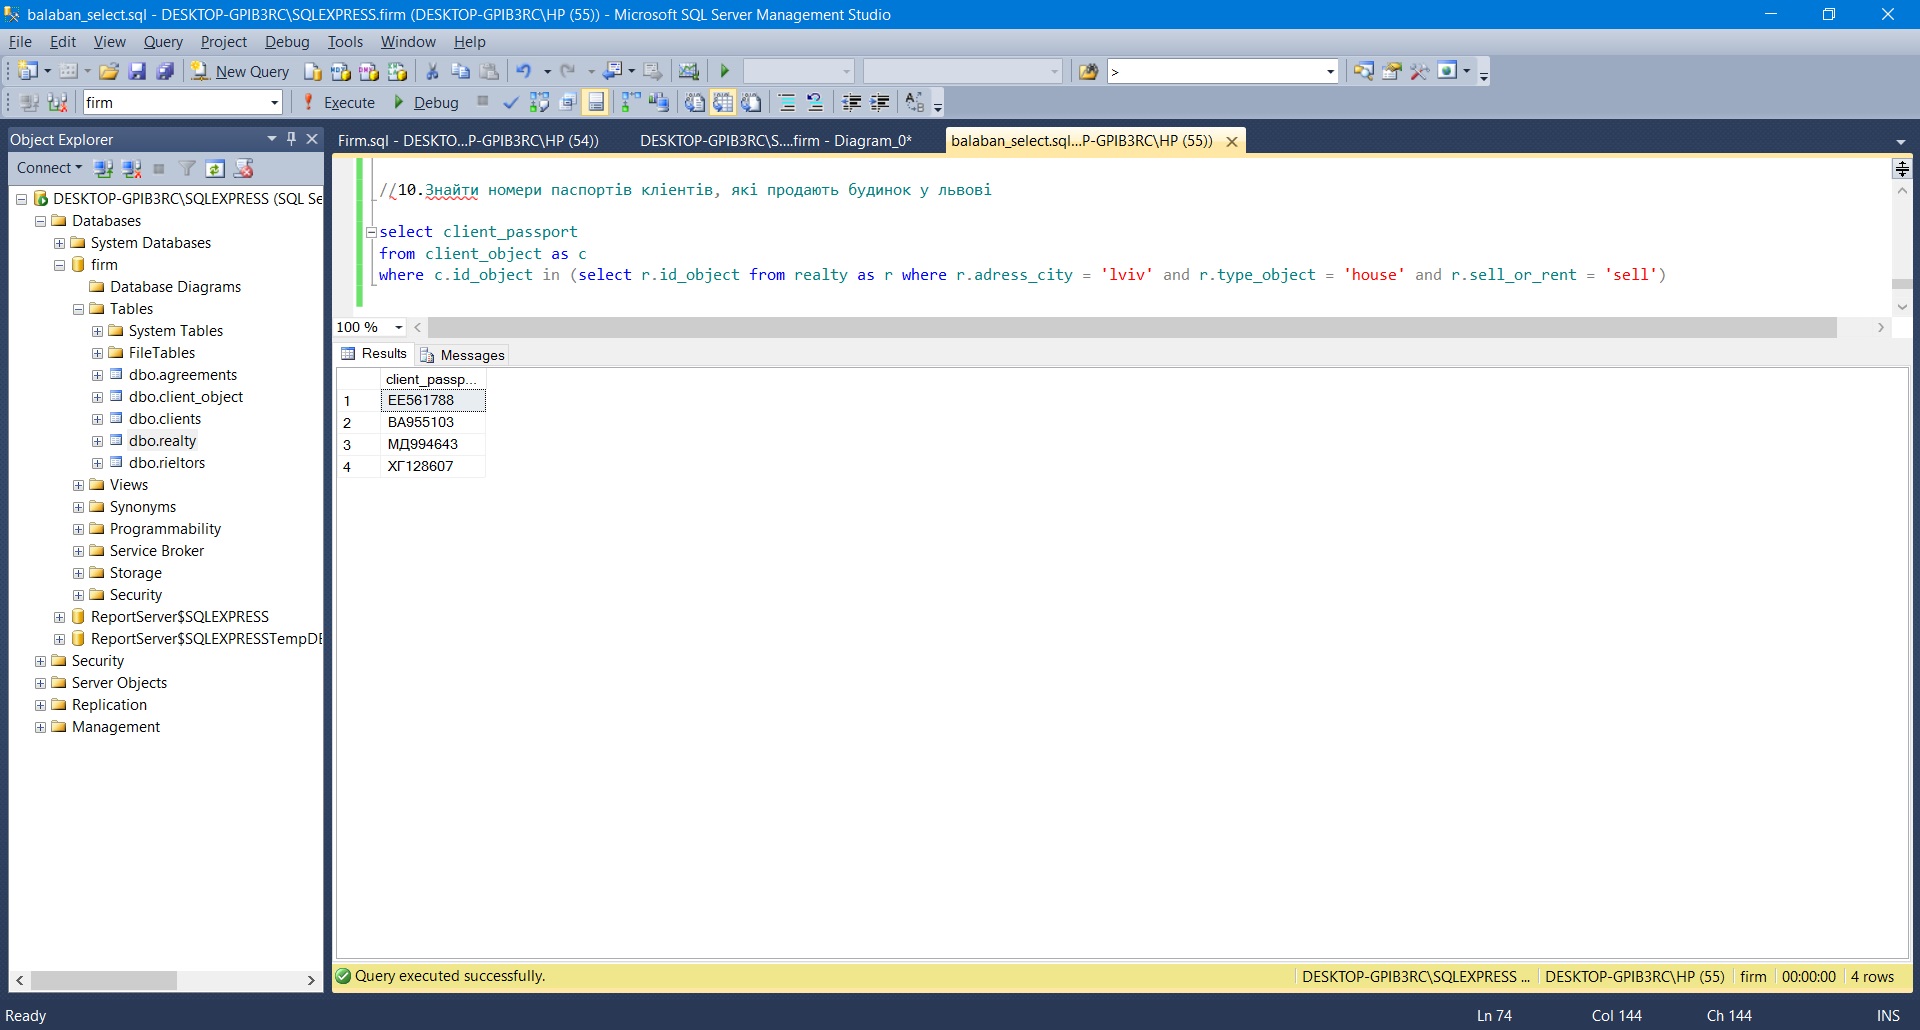 balaban_select.sql - DESKTOP-GPIB3RC\SQLEXPRESS.firm (DESKTOP-GPIB3RC\HP (55)) - Microsoft SQL Server Management Studio
File Edit View Query Project Debug Tools Window Help
New Query >
firm Execute Debug
Object Explorer
Connect
DESKTOP-GPIB3RC\SQLEXPRESS (SQL Se
Databases
System Databases
firm
Database Diagrams
Tables
System Tables
FileTables
dbo.agreements
dbo.client_object
dbo.clients
dbo.realty
dbo.rieltors
Views
Synonyms
Programmability
Service Broker
Storage
Security
ReportServer$SQLEXPRESS
ReportServer$SQLEXPRESSTempDB
Security
Server Objects
Replication
Management
Firm.sql - DESKTO...P-GPIB3RC\HP (54)) DESKTOP-GPIB3RC\S....firm - Diagram_0* balaban_select.sql...P-GPIB3RC\HP (55))
//10.Знайти номери паспортів клієнтів, які продають будинок у львові
select client_passport
from client_object as c
where c.id_object in (select r.id_object from realty as r where r.adress_city = 'lviv' and r.type_object = 'house' and r.sell_or_rent = 'sell')
100 %
Results Messages
client_passp...
1 ЕЕ561788
2 ВА955103
3 МД994643
4 ХГ128607
Query executed successfully. DESKTOP-GPIB3RC\SQLEXPRESS ... DESKTOP-GPIB3RC\HP (55) firm 00:00:00 4 rows
Ready Ln 74 Col 144 Ch 144 INS